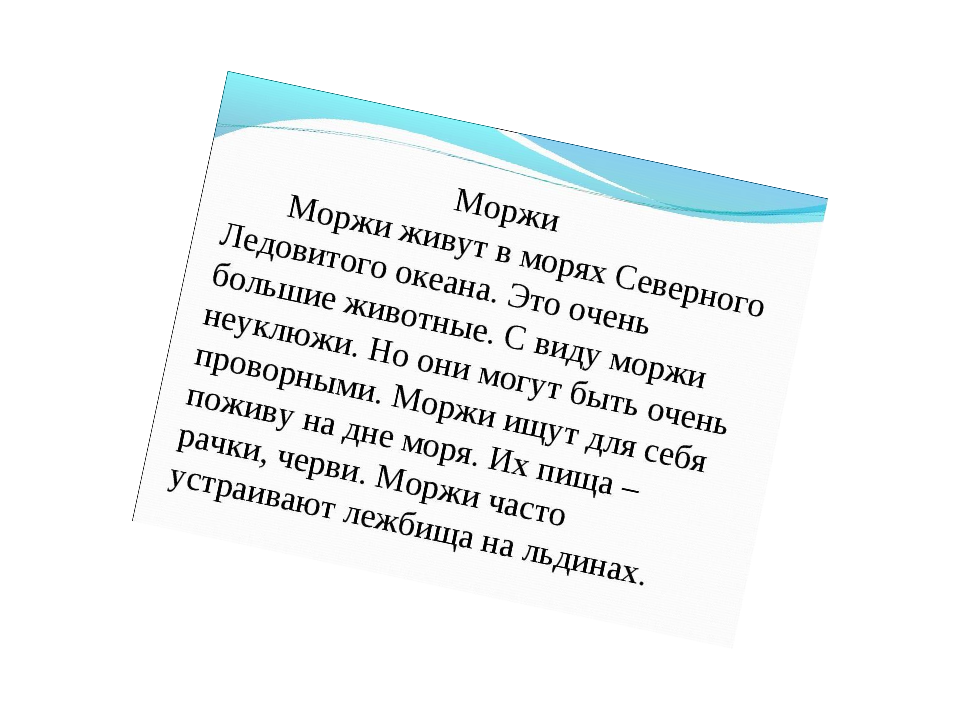 Моржи
Моржи живут в морях Северного
Ледовитого океана. Это очень
большие животные. С виду моржи
неуклюжи. Но они могут быть очень
проворными. Моржи ищут для себя
поживу на дне моря. Их пища –
рачки, черви. Моржи часто
устраивают лежбища на льдинах.